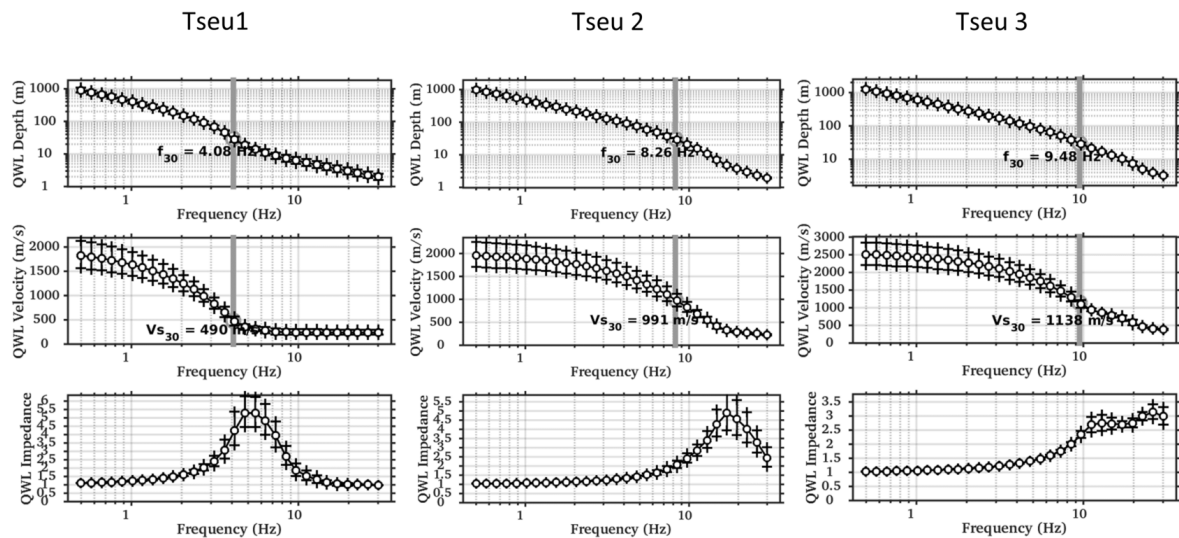 Tseu1
Tseu 2
Tseu 3
QWL Depth (m)
1000
100
10
1
f30 = 4.08 Hz
1
10
Frequency (Hz)
QWL Depth (m)
1000
100
10
1
f30 = 8.26 Hz
1
10
Frequency (Hz)
QWL Depth (m)
1000
100
10
f30 = 9.48 Hz
1
10
Frequency (Hz)
QWL Velocity (m/s)
2000
1500
1000
500
0
Vs30 = 490 m/s
1
10
Frequency (Hz)
QWL Velocity (m/s)
2000
1500
1000
500
0
Vs30 = 991 m/s
1
10
Frequency (Hz)
QWL Velocity (m/s)
3000
2500
2000
1500
1000
500
0
Vs30 = 1138 m/s
1
10
Frequency (Hz)
QWL Impedance
6
5.5
5
4.5
4
3.5
3
2.5
2
1.5
1
0.5
0
1
10
Frequency (Hz)
QWL Impedance
5.5
5
4.5
4
3.5
3
2.5
2
1.5
1
0.5
0
1
10
Frequency (Hz)
QWL Impedance
3.5
3
2.5
2
1.5
1
0.5
0
1
10
Frequency (Hz)